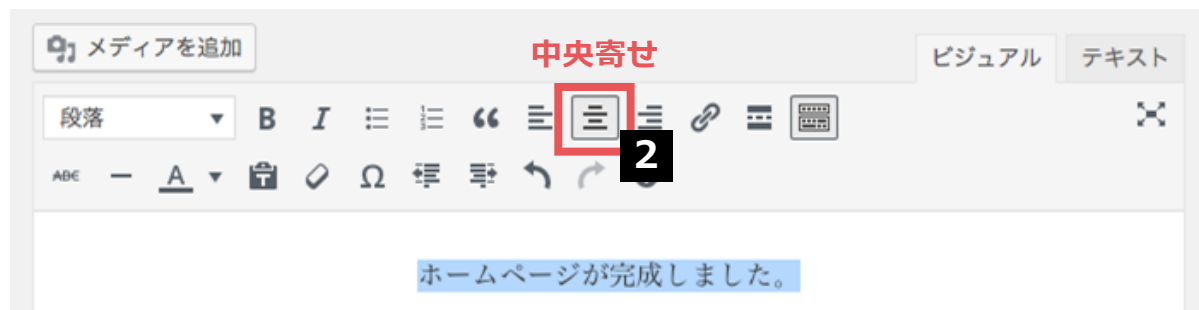 メディアを追加
中央寄せ
ビジュアル
テキスト
段落
B I
2
ABC A Ω
ホームページが完成しました。